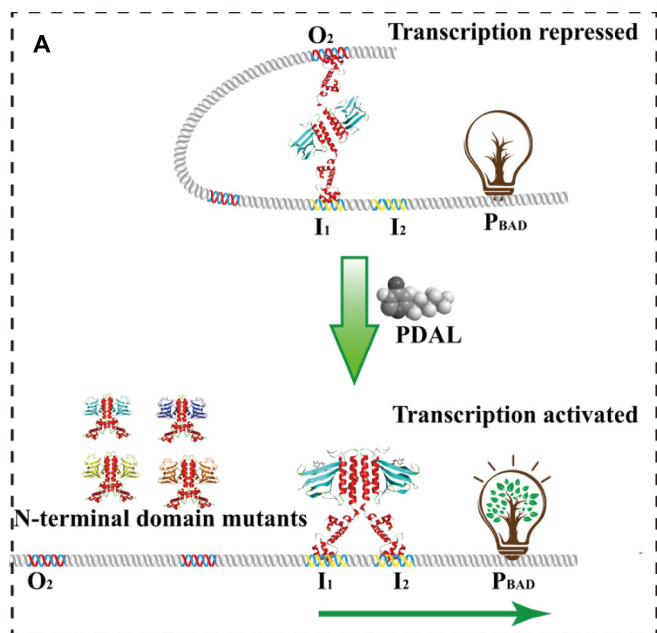 A
O₂
Transcription repressed
I₁
I₂
PBAD
PDAL
Transcription activated
N-terminal domain mutants
O₂
I₁
I₂
PBAD